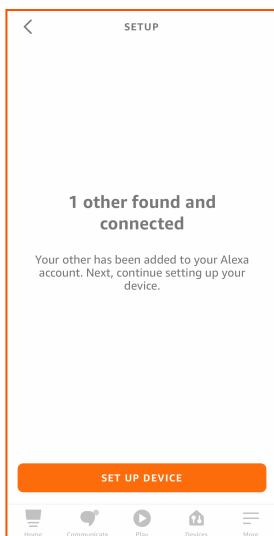 SETUP
1 other found and
connected
Your other has been added to your Alexa
account. Next, continue setting up your
device.
SET UP DEVICE
Home Communicate Play Devices More